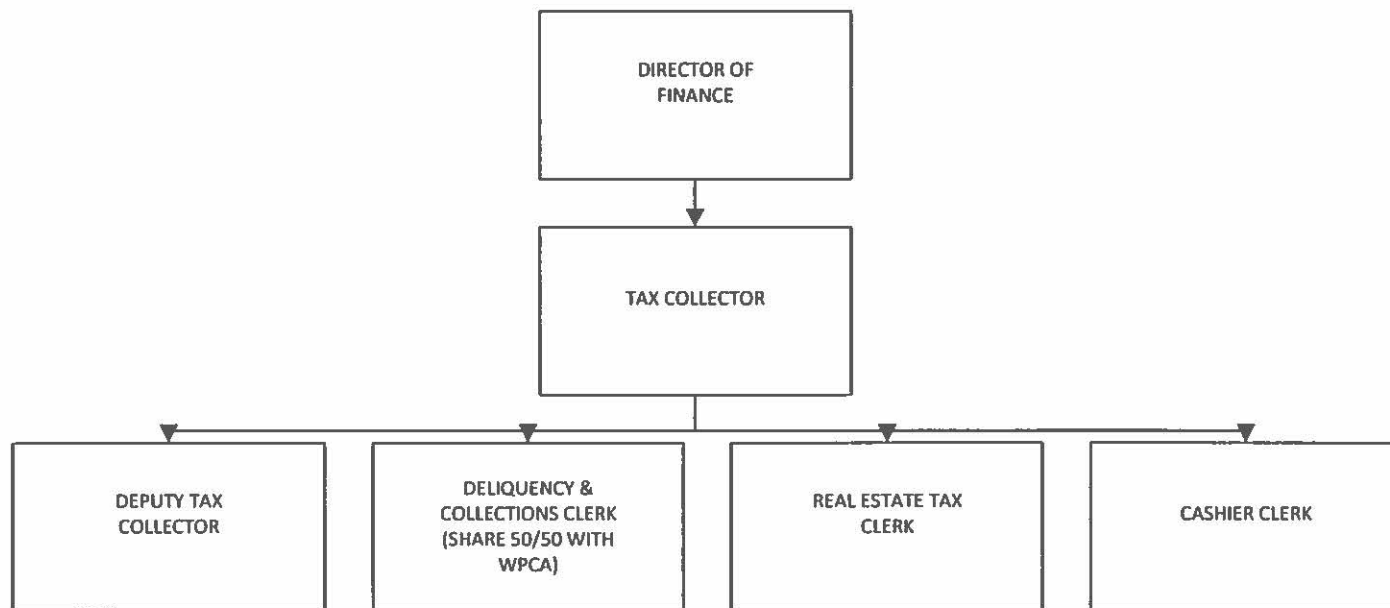 DIRECTOR OF
FINANCE
TAX COLLECTOR
DEPUTY TAX
COLLECTOR
DELIQUENCY &
COLLECTIONS CLERK
(SHARE 50/50 WITH
WPCA)
REAL ESTATE TAX
CLERK
CASHIER CLERK